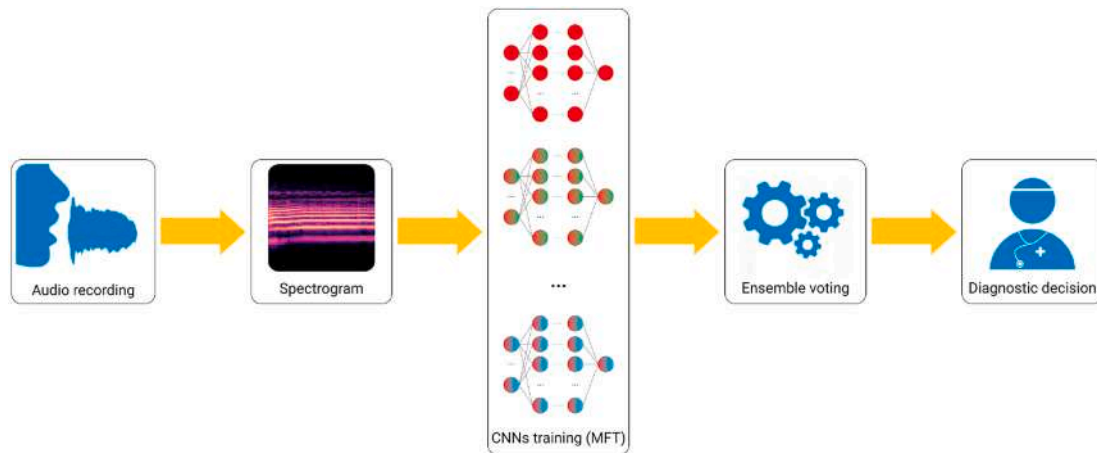 Audio recording
Spectrogram
...
CNNs training (MFT)
Ensemble voting
Diagnostic decision